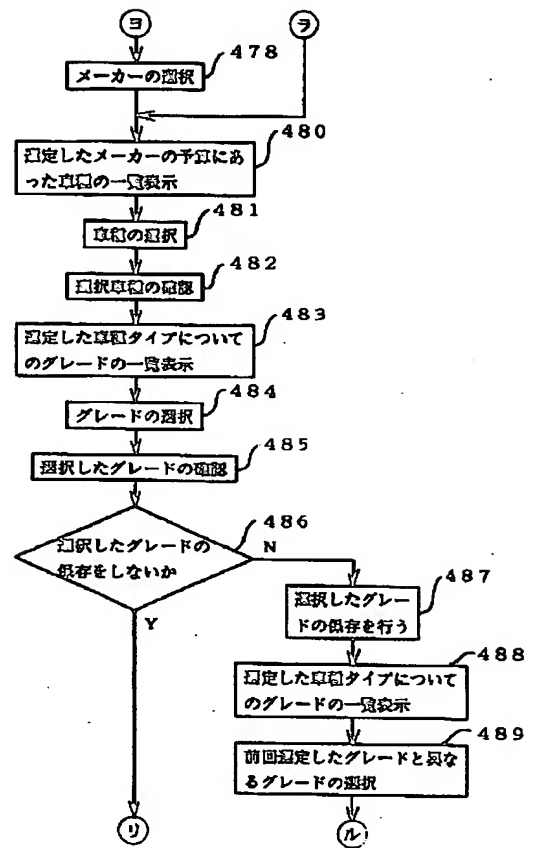 ヨ
ヲ
478
メーカーの選択
480
選定したメーカーの予算にあ
った車種の一覧表示
481
車種の選択
482
選択車種の確認
483
選定した車種タイプについて
のグレードの一覧表示
484
グレードの選択
485
選択したグレードの確認
486
選択したグレードの
保存をしないか
N
Y
487
選択したグレー
ドの保存を行う
488
選定した車種タイプについて
のグレードの一覧表示
489
前回選定したグレードと異な
るグレードの選択
リ
ル